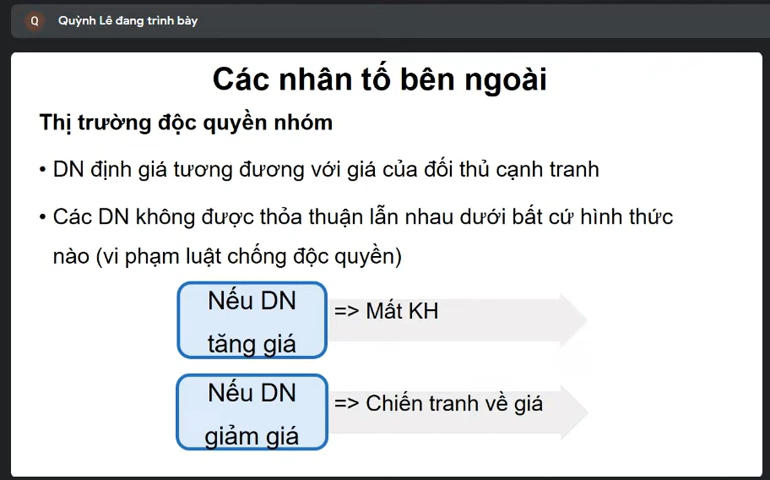 Q
Quỳnh Lê đang trình bày
Các nhân tố bên ngoài
Thị trường độc quyền nhóm
• DN định giá tương đương với giá của đối thủ cạnh tranh
• Các DN không được thỏa thuận lẫn nhau dưới bất cứ hình thức
nào (vi phạm luật chống độc quyền)
Nếu DN
tăng giá
=> Mất KH
Nếu DN
giảm giá
=> Chiến tranh về giá